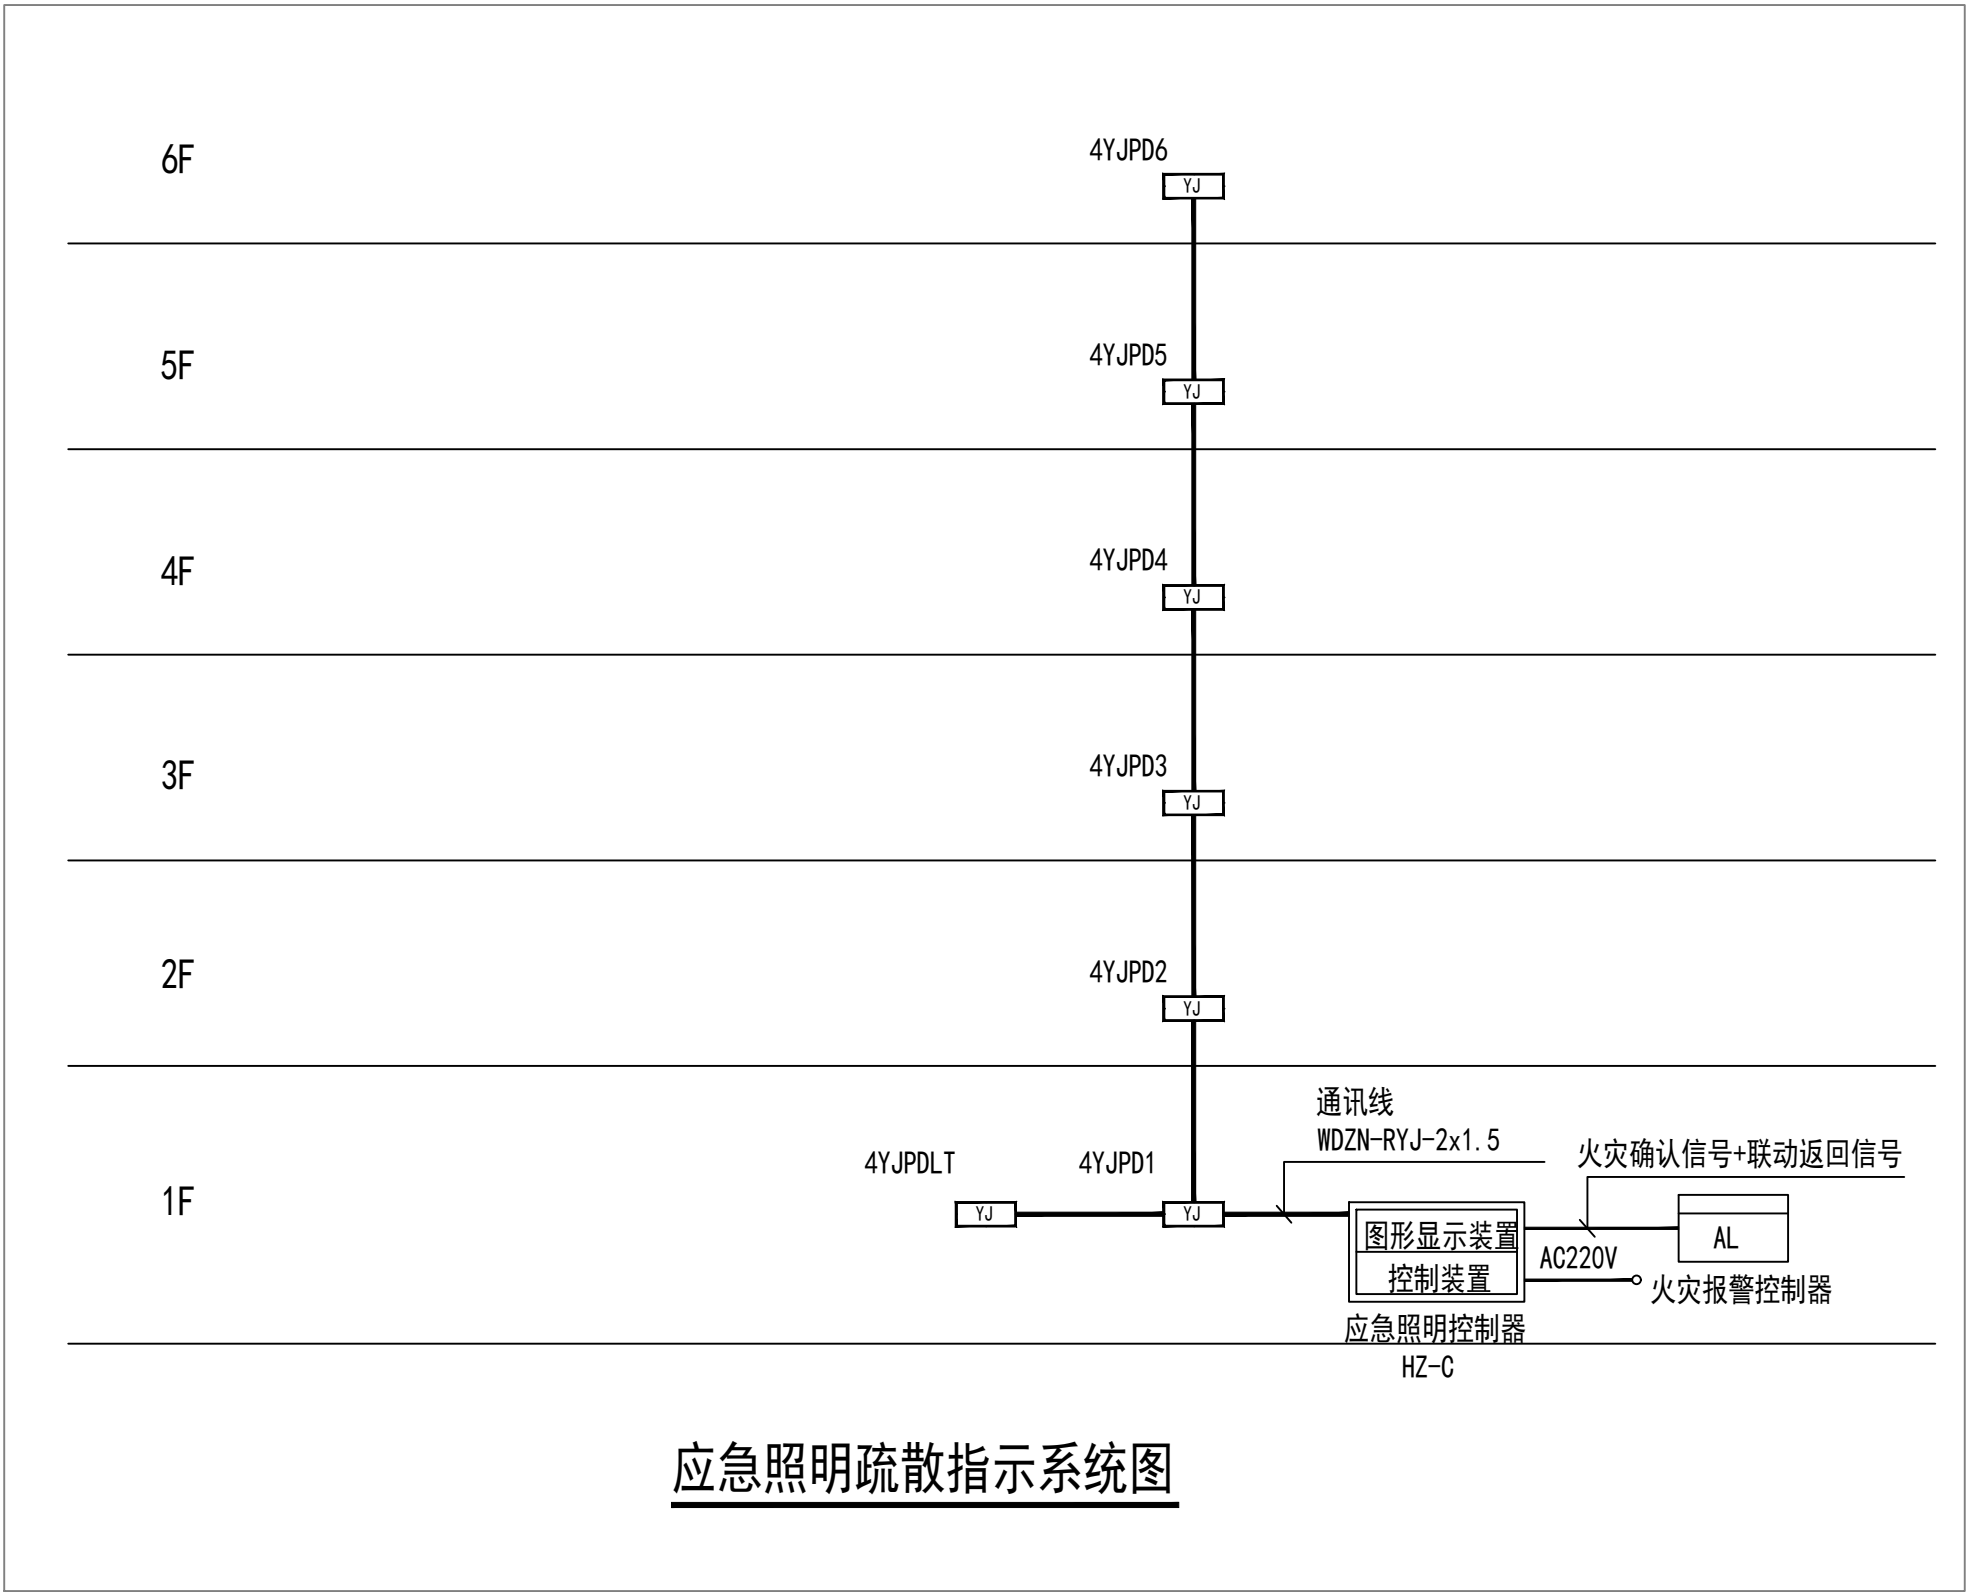 6F
4YJPD6
YJ
5F
4YJPD5
YJ
4F
4YJPD4
YJ
3F
4YJPD3
YJ
2F
4YJPD2
YJ
1F
4YJPDLT
YJ
4YJPD1
YJ
通讯线
WDZN-RYJ-2x1.5
火灾确认信号+联动返回信号
图形显示装置
控制装置
AL
AC220V
火灾报警控制器
应急照明控制器
HZ-C
应急照明疏散指示系统图